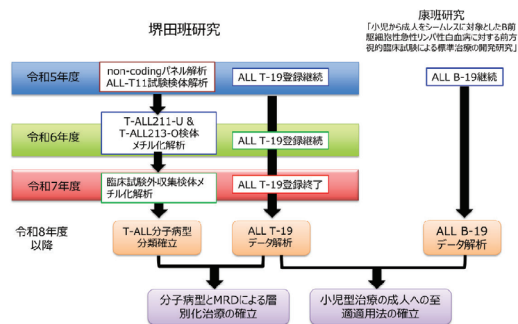 堺田班研究
康班研究
「小児から成人をシームレスに対象としたB前
駆細胞性急性リンパ性白血病に対する前方
視的臨床試験による標準治療の開発研究」
令和5年度
non-codingパネル解析
ALL-T11試験検体解析
ALL T-19登録継続
ALL B-19継続
令和6年度
T-ALL211-U &
T-ALL213-O検体
メチル化解析
ALL T-19登録継続
令和7年度
臨床試験外収集検体メ
チル化解析
ALL T-19登録終了
令和8年度
以降
T-ALL分子病型
分類確立
ALL T-19
データ解析
ALL B-19
データ解析
分子病型とMRDによる層
別化治療の確立
小児型治療の成人への至
適適用法の確立